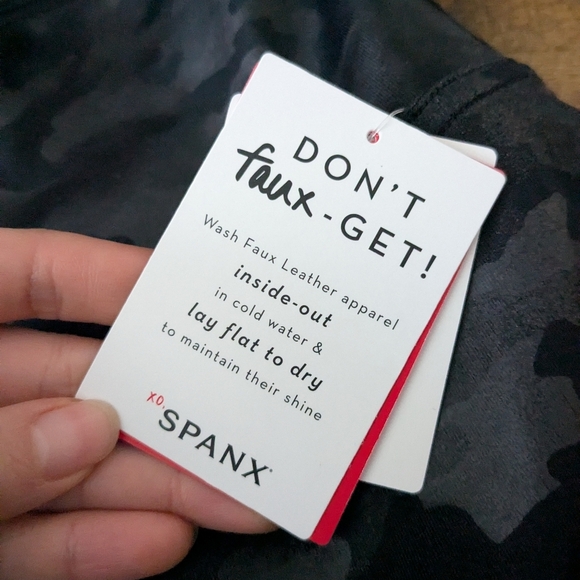 DON'T
faux-GET!
Wash Faux Leather apparel
inside-out
in cold water &
lay flat to dry
to maintain their shine
XO,
SPANX®